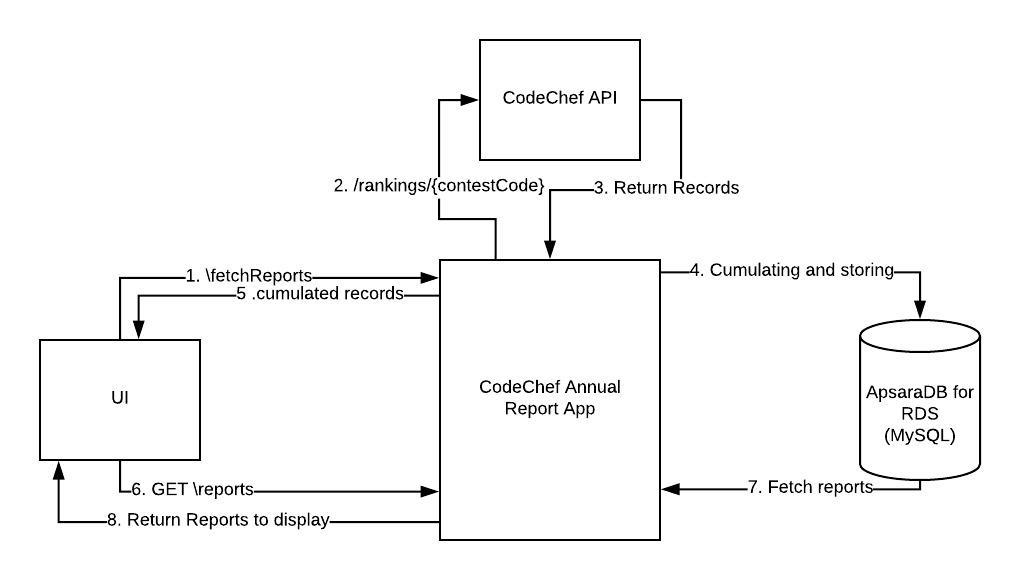 CodeChef API
2. /rankings/{contestCode}
3. Return Records
1. \fetchReports
5 .cumulated records
4. Cumulating and storing
UI
CodeChef Annual
Report App
ApsaraDB for
RDS
(MySQL)
6. GET \reports
7. Fetch reports
8. Return Reports to display